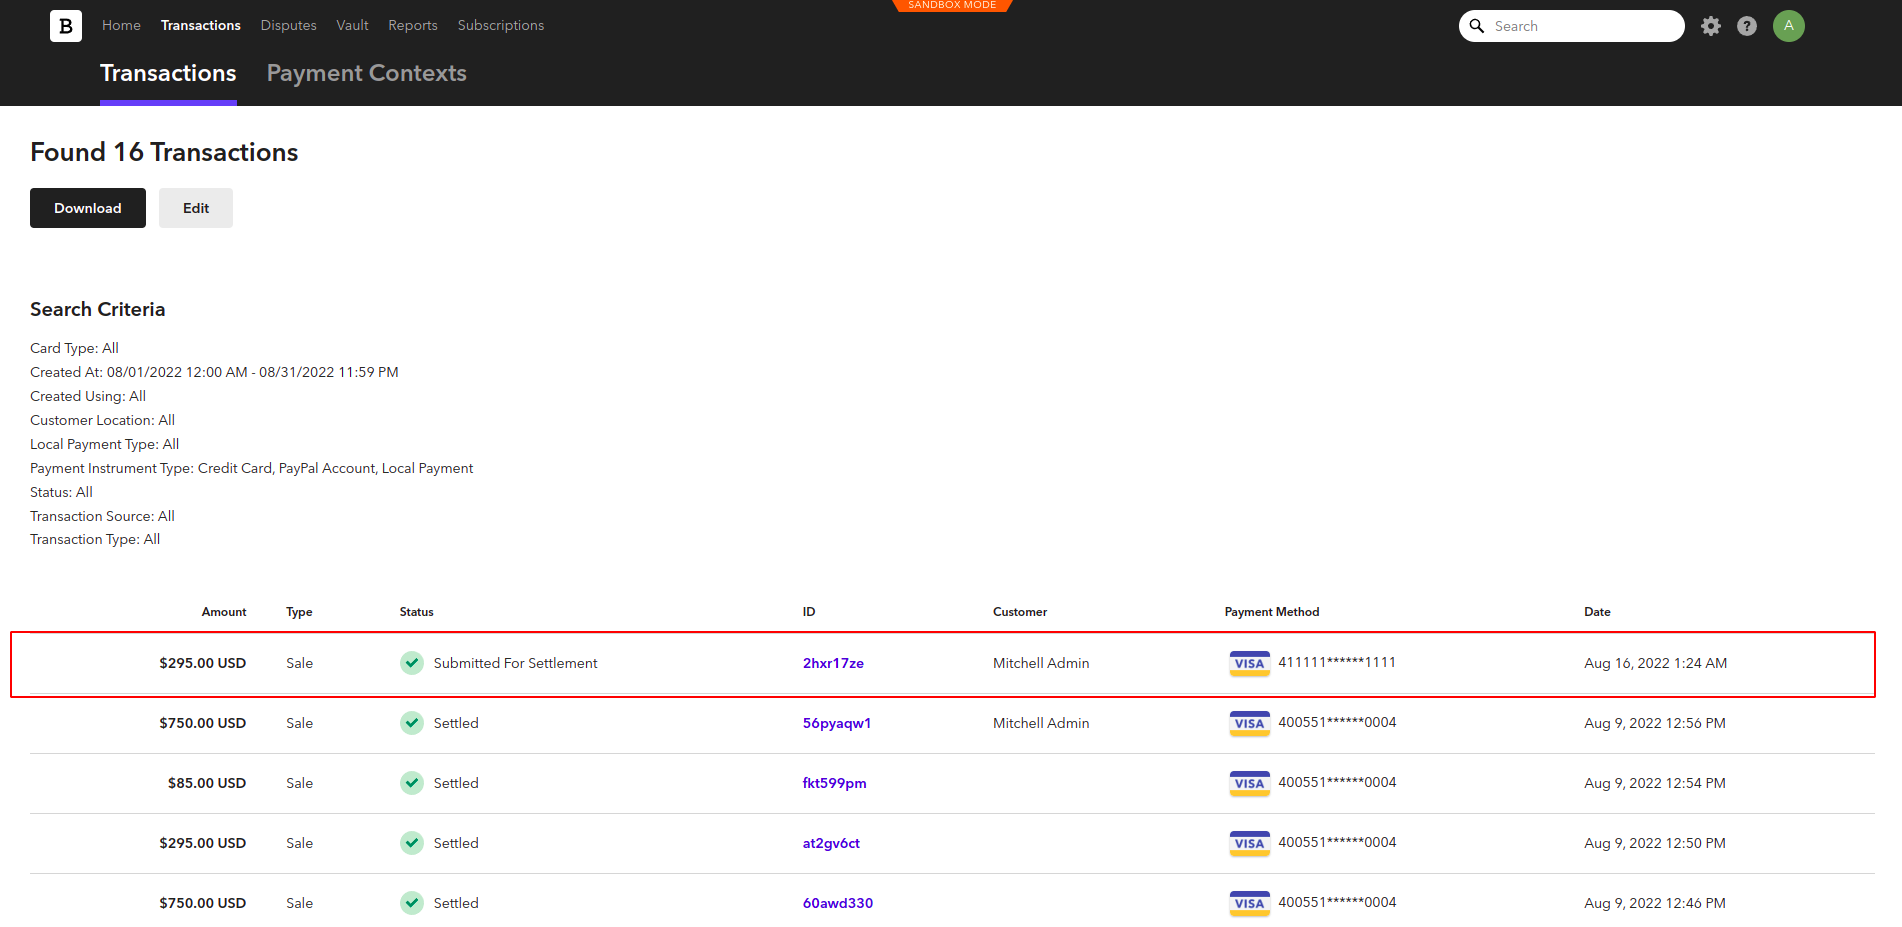 SANDBOX MODE
B Home Transactions Disputes Vault Reports Subscriptions Search ? A
Transactions Payment Contexts
Found 16 Transactions
Download Edit
Search Criteria
Card Type: All
Created At: 08/01/2022 12:00 AM - 08/31/2022 11:59 PM
Created Using: All
Customer Location: All
Local Payment Type: All
Payment Instrument Type: Credit Card, PayPal Account, Local Payment
Status: All
Transaction Source: All
Transaction Type: All
Amount Type Status ID Customer Payment Method Date
$295.00 USD Sale Submitted For Settlement 2hxr17ze Mitchell Admin VISA 411111******1111 Aug 16, 2022 1:24 AM
$750.00 USD Sale Settled 56pyaqw1 Mitchell Admin VISA 400551******0004 Aug 9, 2022 12:56 PM
$85.00 USD Sale Settled fkt599pm VISA 400551******0004 Aug 9, 2022 12:54 PM
$295.00 USD Sale Settled at2gv6ct VISA 400551******0004 Aug 9, 2022 12:50 PM
$750.00 USD Sale Settled 60awd330 VISA 400551******0004 Aug 9, 2022 12:46 PM